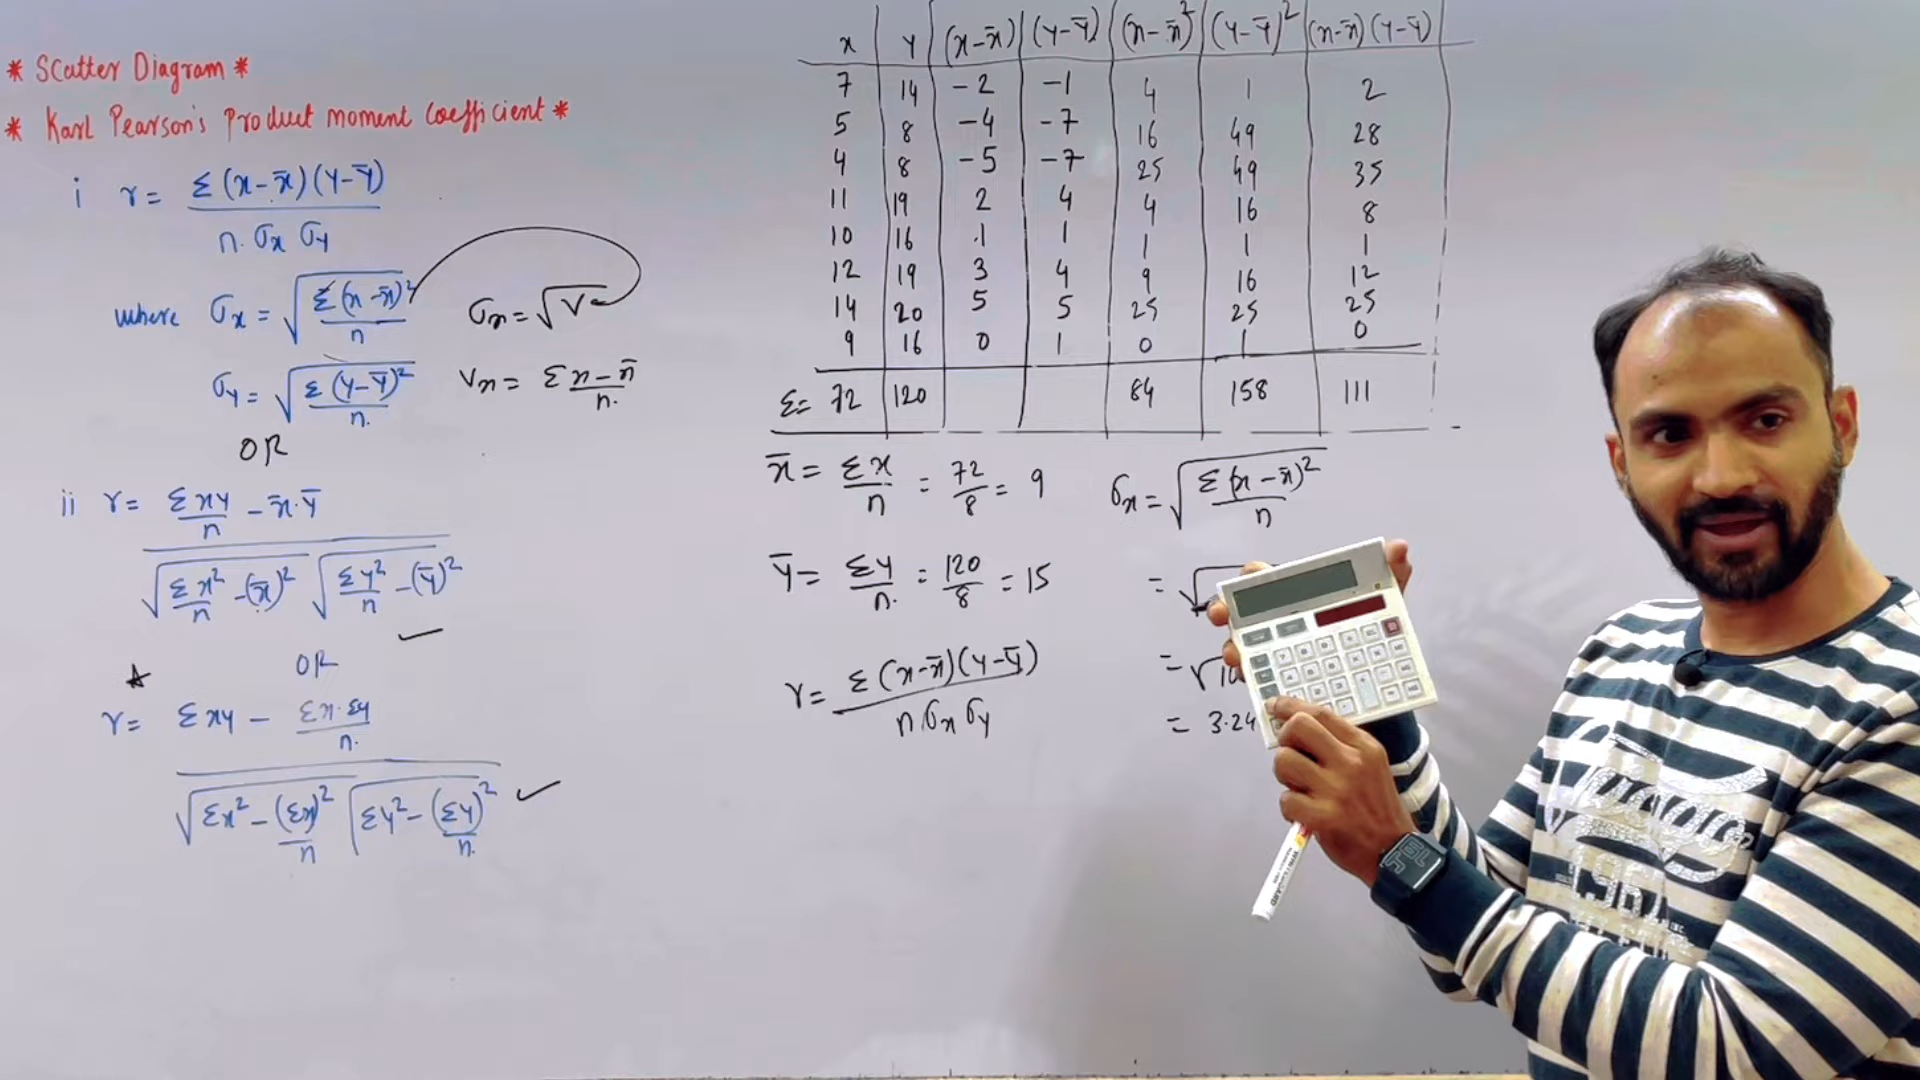 * Scatter Diagram *
* Karl Pearson's product moment coefficient *
i r = Σ(x-x̄)(y-ȳ) / n.σx σy
where σx = √(Σ(x-x̄)² / n)
σx = √V
σy = √(Σ(y-ȳ)² / n.)
Vx = Σ x-x̄ / n.
OR
ii r = Σxy / n - x̄.ȳ
√(Σx² / n - (x̄)²) √(Σy² / n - (ȳ)²)
OR
r = Σxy - Σx.Σy / n.
√(Σx² - (Σx)² / n) √(Σy² - (Σy)² / n.)
x y (x-x̄) (y-ȳ) (x-x̄)² (y-ȳ)² (x-x̄)(y-ȳ)
7 14 -2 -1 4 1 2
5 8 -4 -7 16 49 28
4 8 -5 -7 25 49 35
11 19 2 4 4 16 8
10 16 1 1 1 1 1
12 19 3 4 9 16 12
14 20 5 5 25 25 25
9 16 0 1 0 1 0
Σ= 72 120 84 158 111
x̄ = Σx / n = 72 / 8 = 9
ȳ = Σy / n. = 120 / 8 = 15
r = Σ(x-x̄)(y-ȳ) / n σx σy
σx = √(Σ(x-x̄)² / n)
= √
= √10
= 3.24